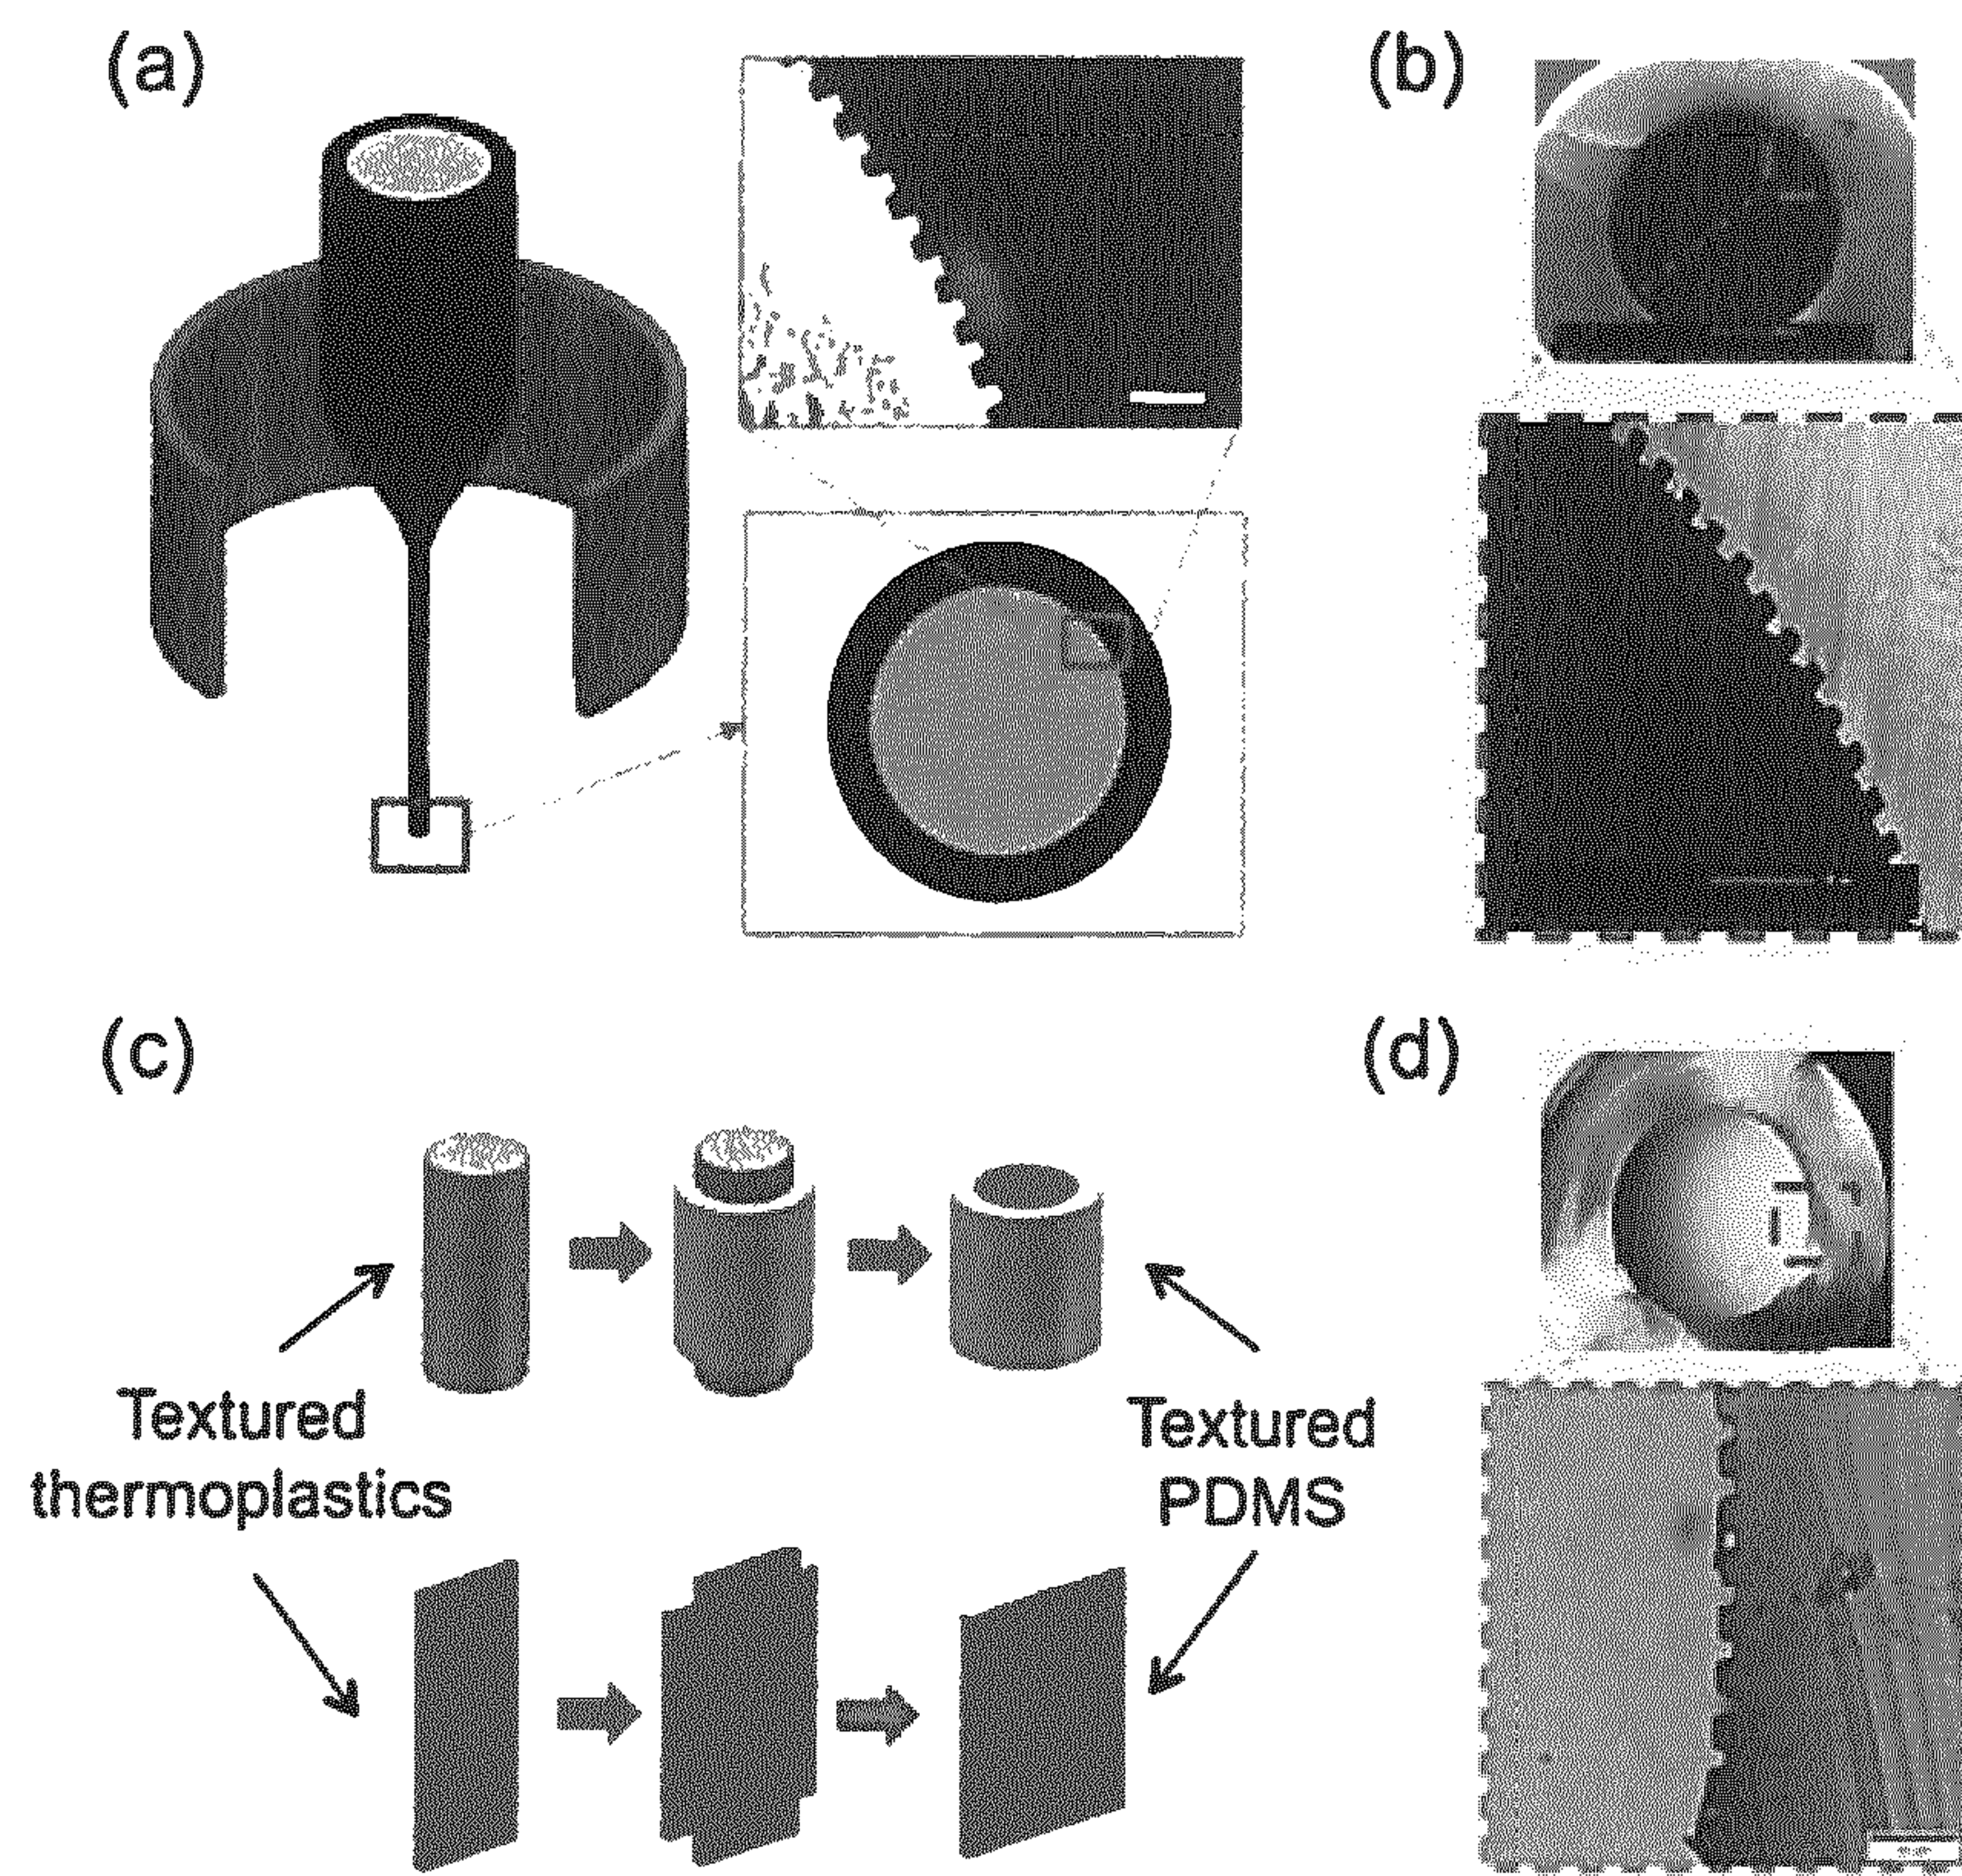 (a)
(b)
(c)
(d)
Textured
thermoplastics
Textured
PDMS